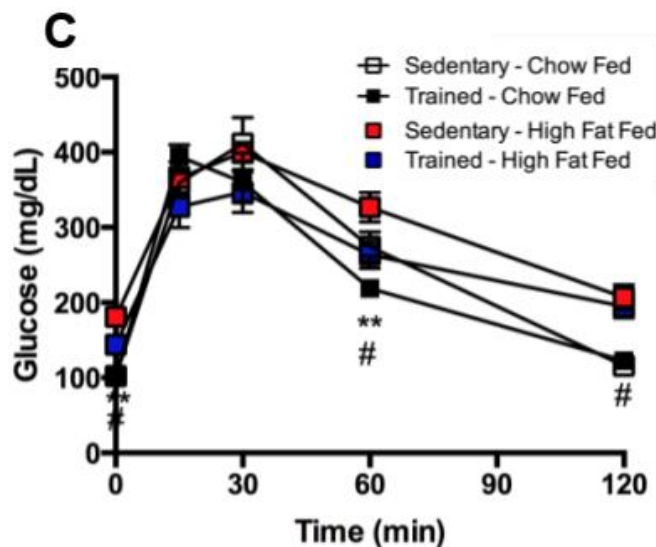 C
Sedentary - Chow Fed
Trained - Chow Fed
Sedentary - High Fat Fed
Trained - High Fat Fed
Glucose (mg/dL)
500
400
300
200
100
0
**
#
**
#
#
0
30
60
90
120
Time (min)